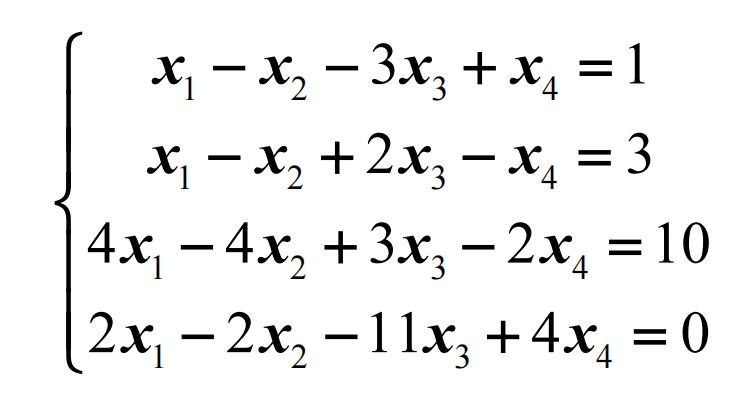 x₁ − x₂ − 3x₃ + x₄ = 1
x₁ − x₂ + 2x₃ − x₄ = 3
4x₁ − 4x₂ + 3x₃ − 2x₄ = 10
2x₁ − 2x₂ − 11x₃ + 4x₄ = 0